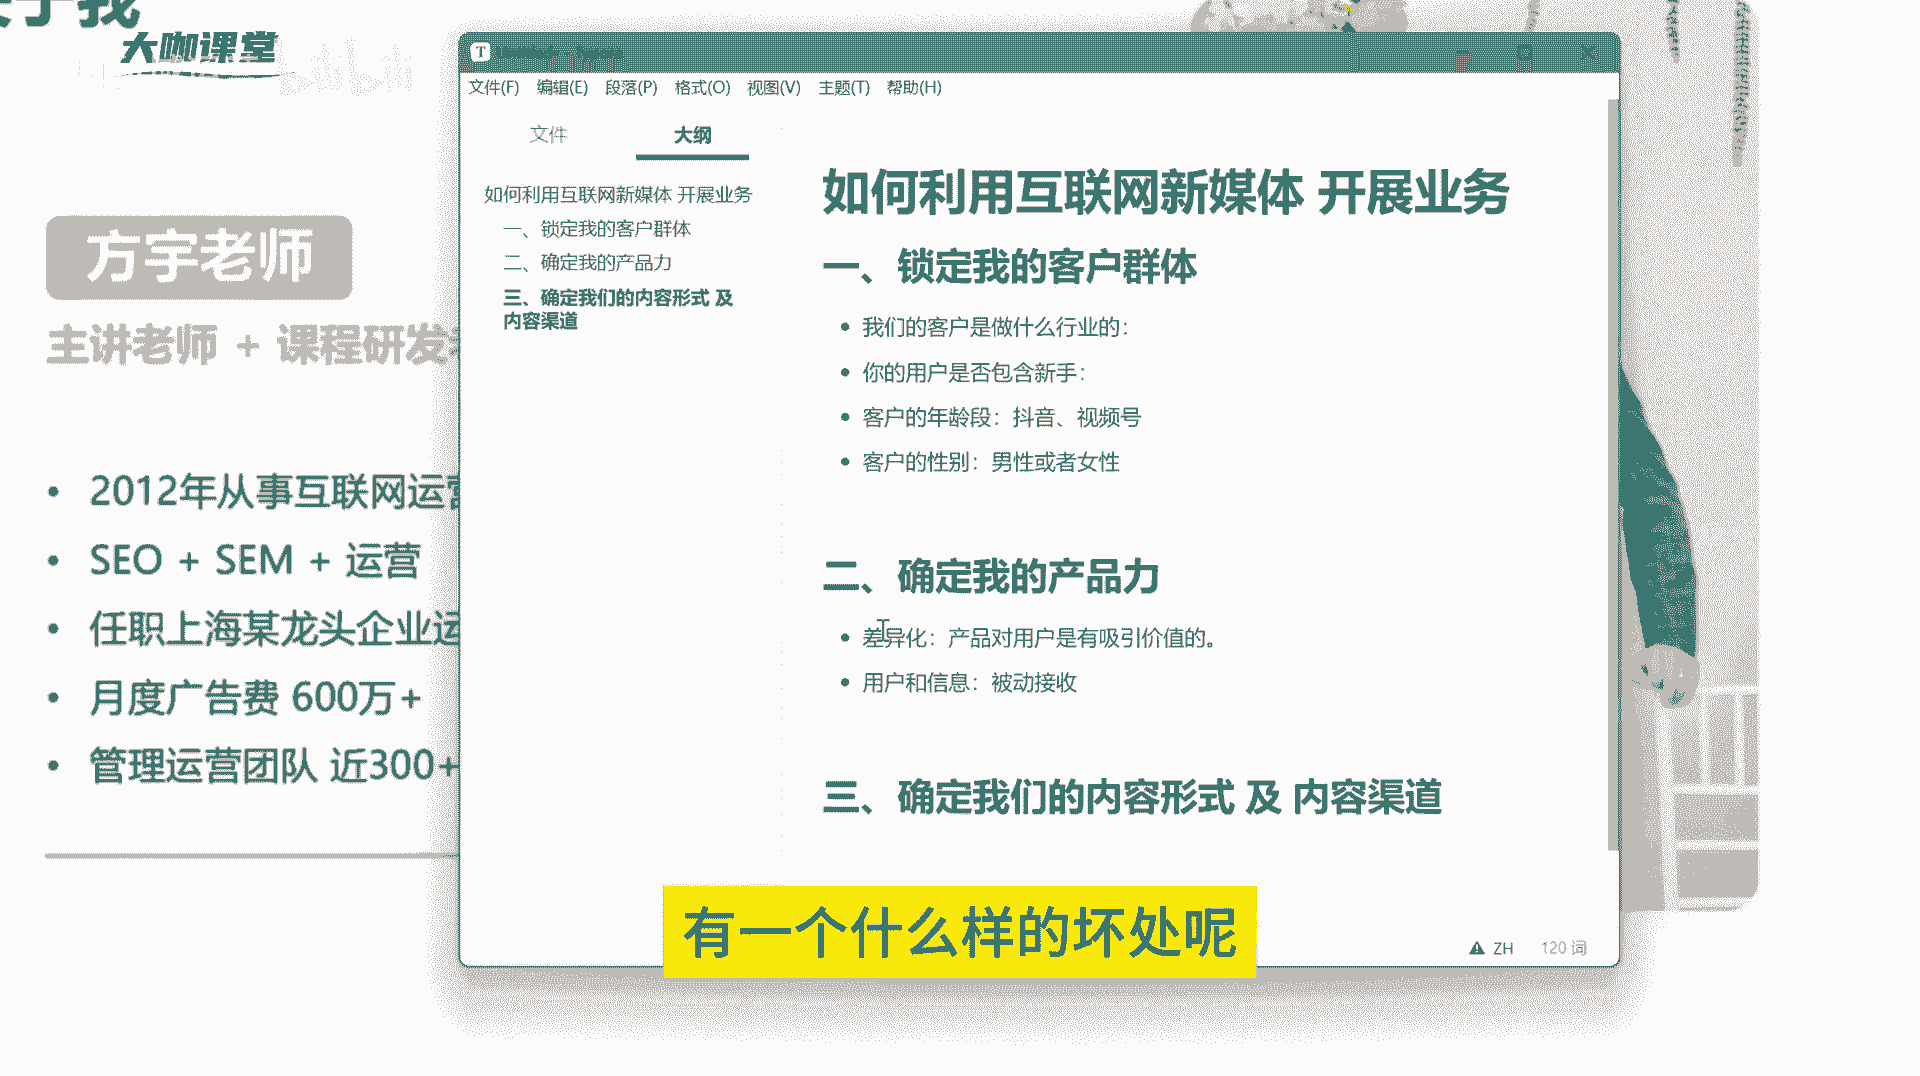 大咖课堂
方宇老师
主讲老师 + 课程研发
• 2012年从事互联网运营
• SEO + SEM + 运营
• 任职上海某龙头企业运
• 月度广告费 600万+
• 管理运营团队 近300+
文件(F) 编辑(E) 段落(P) 格式(O) 视图(V) 主题(T) 帮助(H)
文件 大纲
如何利用互联网新媒体 开展业务
一、锁定我的客户群体
二、确定我的产品力
三、确定我们的内容形式 及
内容渠道
如何利用互联网新媒体 开展业务
一、锁定我的客户群体
• 我们的客户是做什么行业的：
• 你的用户是否包含新手：
• 客户的年龄段：抖音、视频号
• 客户的性别：男性或者女性
二、确定我的产品力
• 差异化：产品对用户是有吸引价值的。
• 用户和信息：被动接收
三、确定我们的内容形式 及 内容渠道
ZH 120 词
有一个什么样的坏处呢